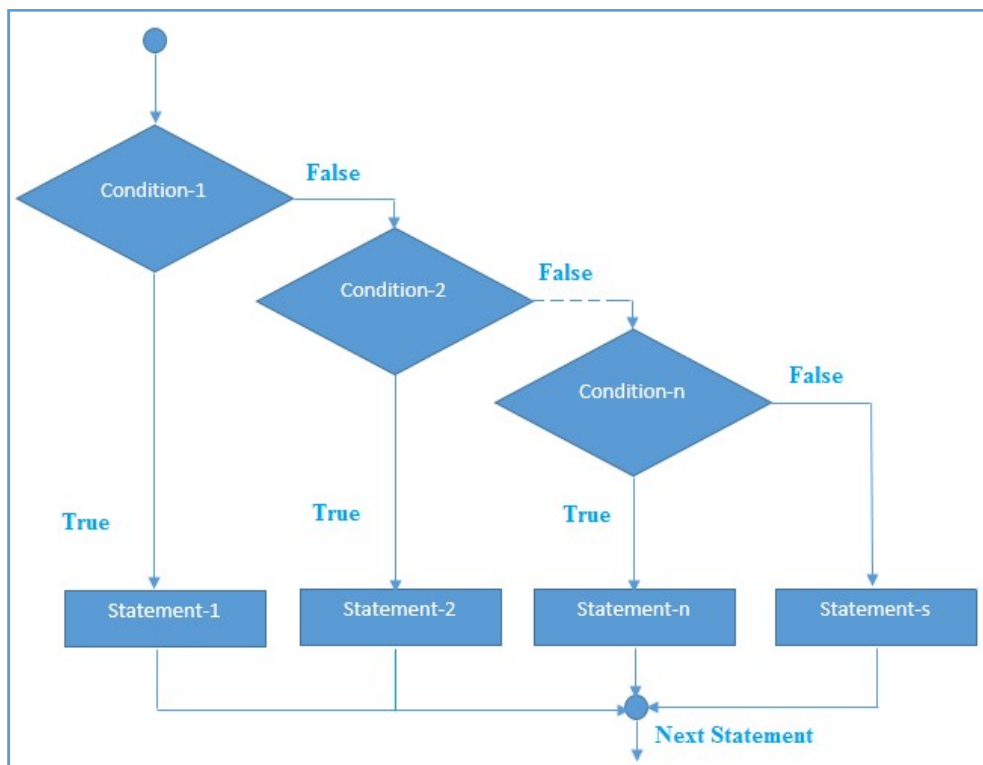 Condition-1
False
Condition-2
False
Condition-n
False
True
True
True
Statement-1
Statement-2
Statement-n
Statement-s
Next Statement